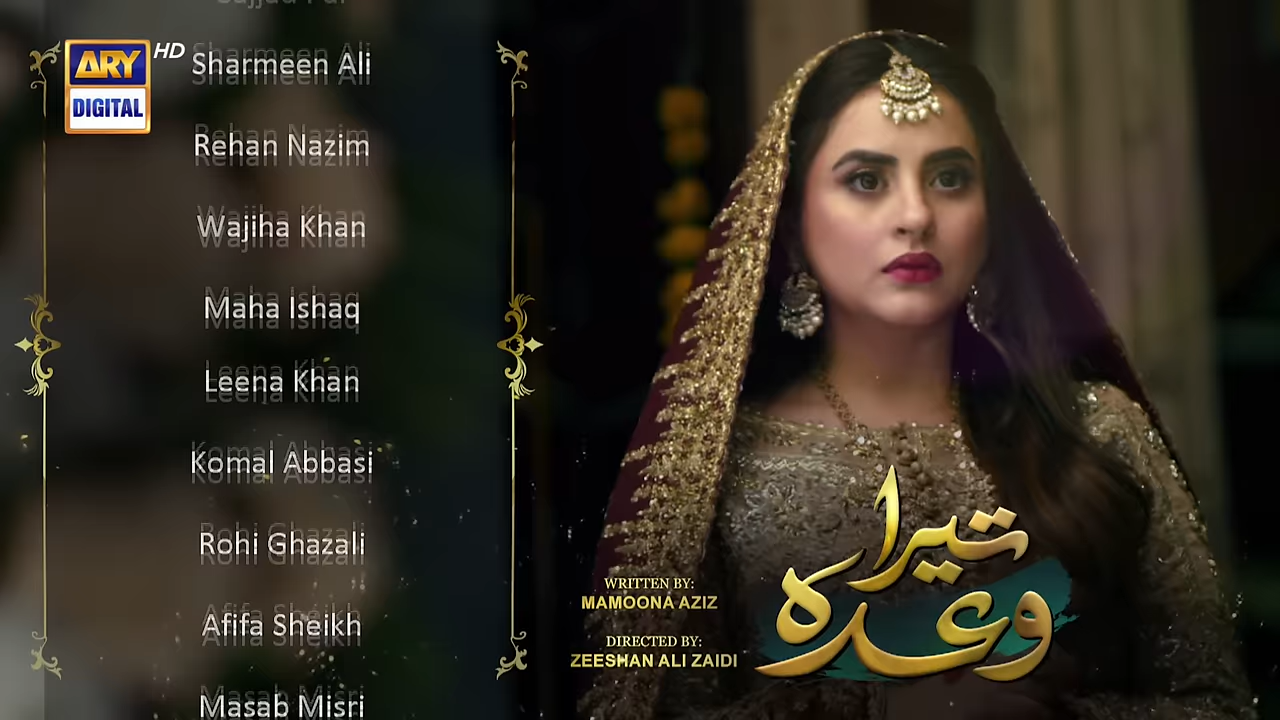 ARY
DIGITAL
HD
Sharmeen Ali
Rehan Nazim
Wajiha Khan
Maha Ishaq
Leena Khan
Komal Abbasi
Rohi Ghazali
Afifa Sheikh
Masab Misri
تیرا
وعدہ
WRITTEN BY:
MAMOONA AZIZ
DIRECTED BY:
ZEESHAN ALI ZAIDI